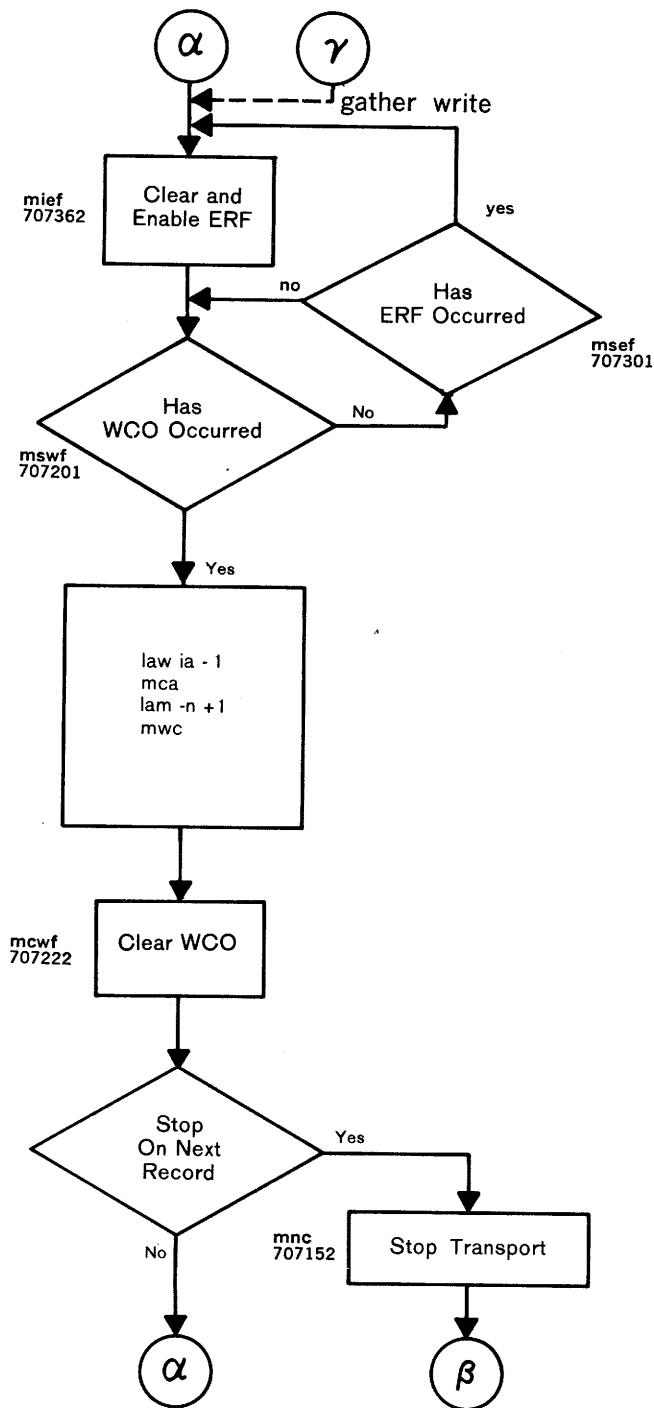 α
γ
gather write
mief
707362
Clear and
Enable ERF
yes
no
Has
ERF Occurred
msef
707301
Has
WCO Occurred
No
mswf
707201
Yes
law ia - 1
mca
lam -n +1
mwc
mcwf
707222
Clear WCO
Stop
On Next
Record
Yes
No
mnc
707152
Stop Transport
α
β